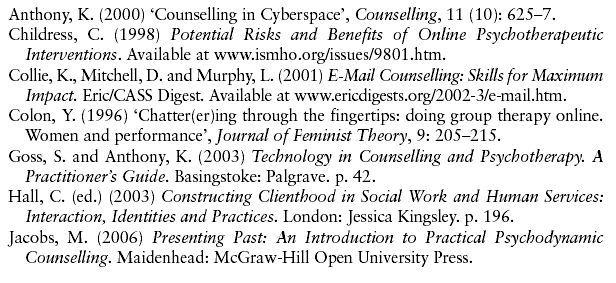 Anthony, K. (2000) ‘Counselling in Cyberspace’, Counselling, 11 (10): 625–7.
Childress, C. (1998) Potential Risks and Benefits of Online Psychotherapeutic
Interventions. Available at www.ismho.org/issues/9801.htm.
Collie, K., Mitchell, D. and Murphy, L. (2001) E-Mail Counselling: Skills for Maximum
Impact. Eric/CASS Digest. Available at www.ericdigests.org/2002-3/e-mail.htm.
Colon, Y. (1996) ‘Chatter(er)ing through the fingertips: doing group therapy online.
Women and performance’, Journal of Feminist Theory, 9: 205–215.
Goss, S. and Anthony, K. (2003) Technology in Counselling and Psychotherapy. A
Practitioner’s Guide. Basingstoke: Palgrave. p. 42.
Hall, C. (ed.) (2003) Constructing Clienthood in Social Work and Human Services:
Interaction, Identities and Practices. London: Jessica Kingsley. p. 196.
Jacobs, M. (2006) Presenting Past: An Introduction to Practical Psychodynamic
Counselling. Maidenhead: McGraw-Hill Open University Press.